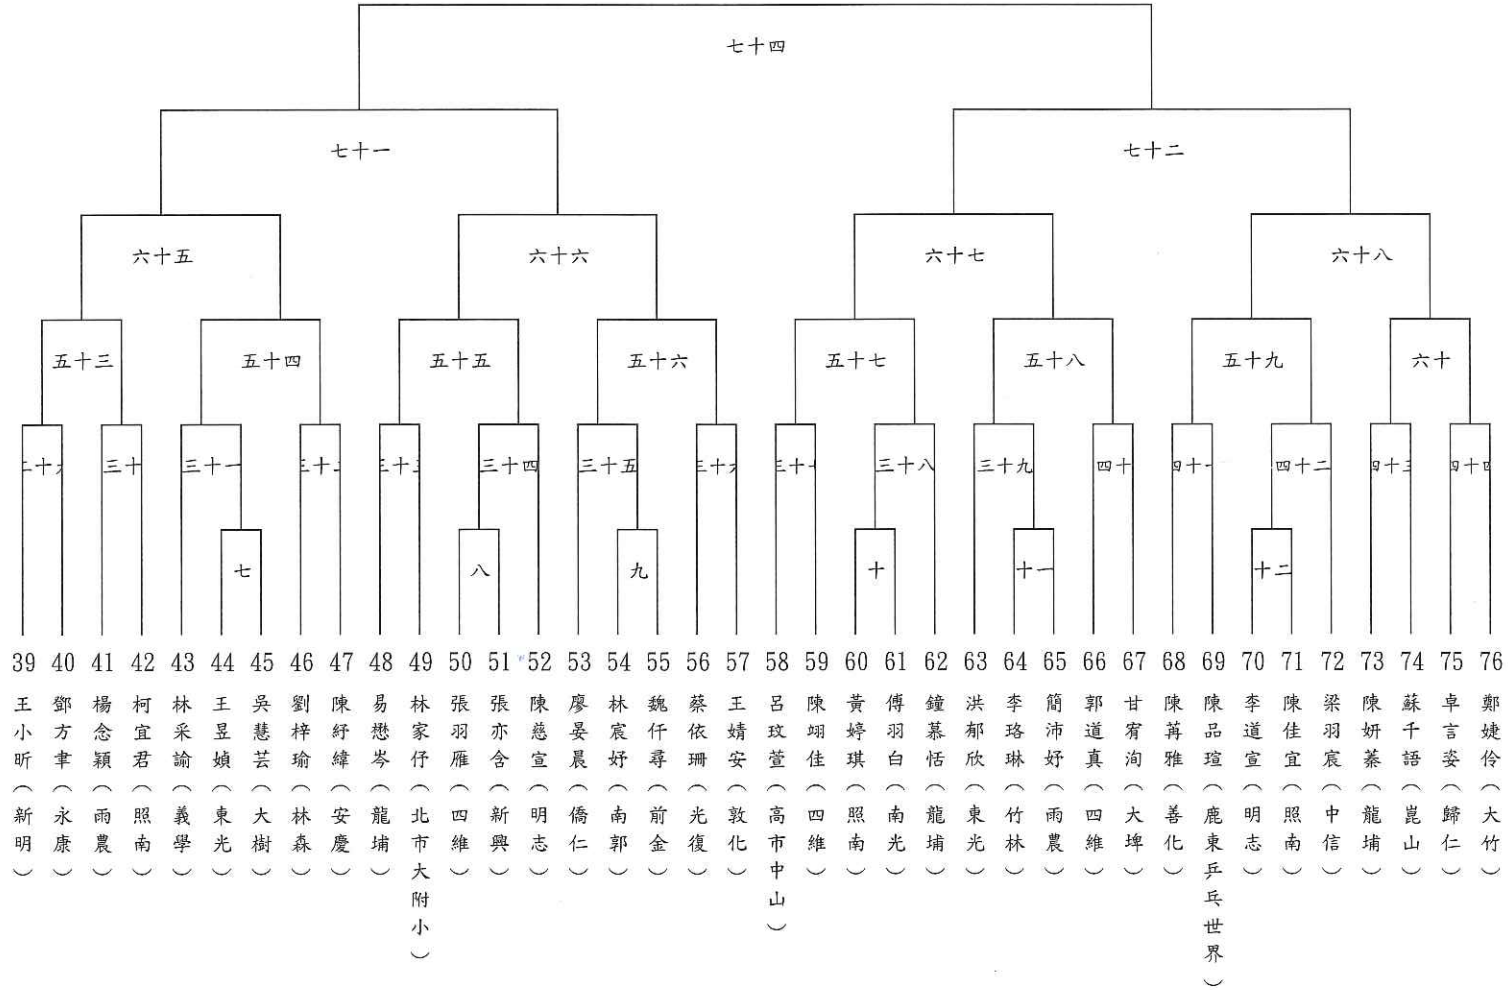 七十四
七十一
七十二
六十五
六十六
六十七
六十八
五十三
五十四
五十五
五十六
五十七
五十八
五十九
六十
三十
三十一
三十四
三十五
三十八
三十九
四十
四十二
七
八
九
十
十一
十二
39 40 41 42 43 44 45 46 47 48 49 50 51 52 53 54 55 56 57 58 59 60 61 62 63 64 65 66 67 68 69 70 71 72 73 74 75 76
王小昕(新明)
鄧方聿(永康)
楊念穎(雨農)
柯宜君(照南)
林采諭(義學)
王昱媜(東光)
吳慧芸(大樹)
劉梓瑜(林森)
陳紓緯(安慶)
易懋岑(龍埔)
林家伃(北市大附小)
張羽雁(四維)
張亦含(新興)
陳慈宣(明志)
廖晏晨(僑仁)
林宸妤(南郭)
魏仟尋(前金)
蔡依珊(光復)
王婧安(敦化)
呂玟萱(高市中山)
陳翊佳(四維)
黃婷琪(照南)
傅羽白(南光)
鐘慕恬(龍埔)
洪郁欣(東光)
李珞琳(竹林)
簡沛妤(雨農)
郭道真(四維)
甘宥洵(大埤)
陳苒雅(善化)
陳品瑄(鹿東乒乓世界)
李道宣(明志)
陳佳宜(照南)
梁羽宸(中信)
陳妍蓁(龍埔)
蘇千語(崑山)
卓言姿(歸仁)
鄭婕伶(大竹)